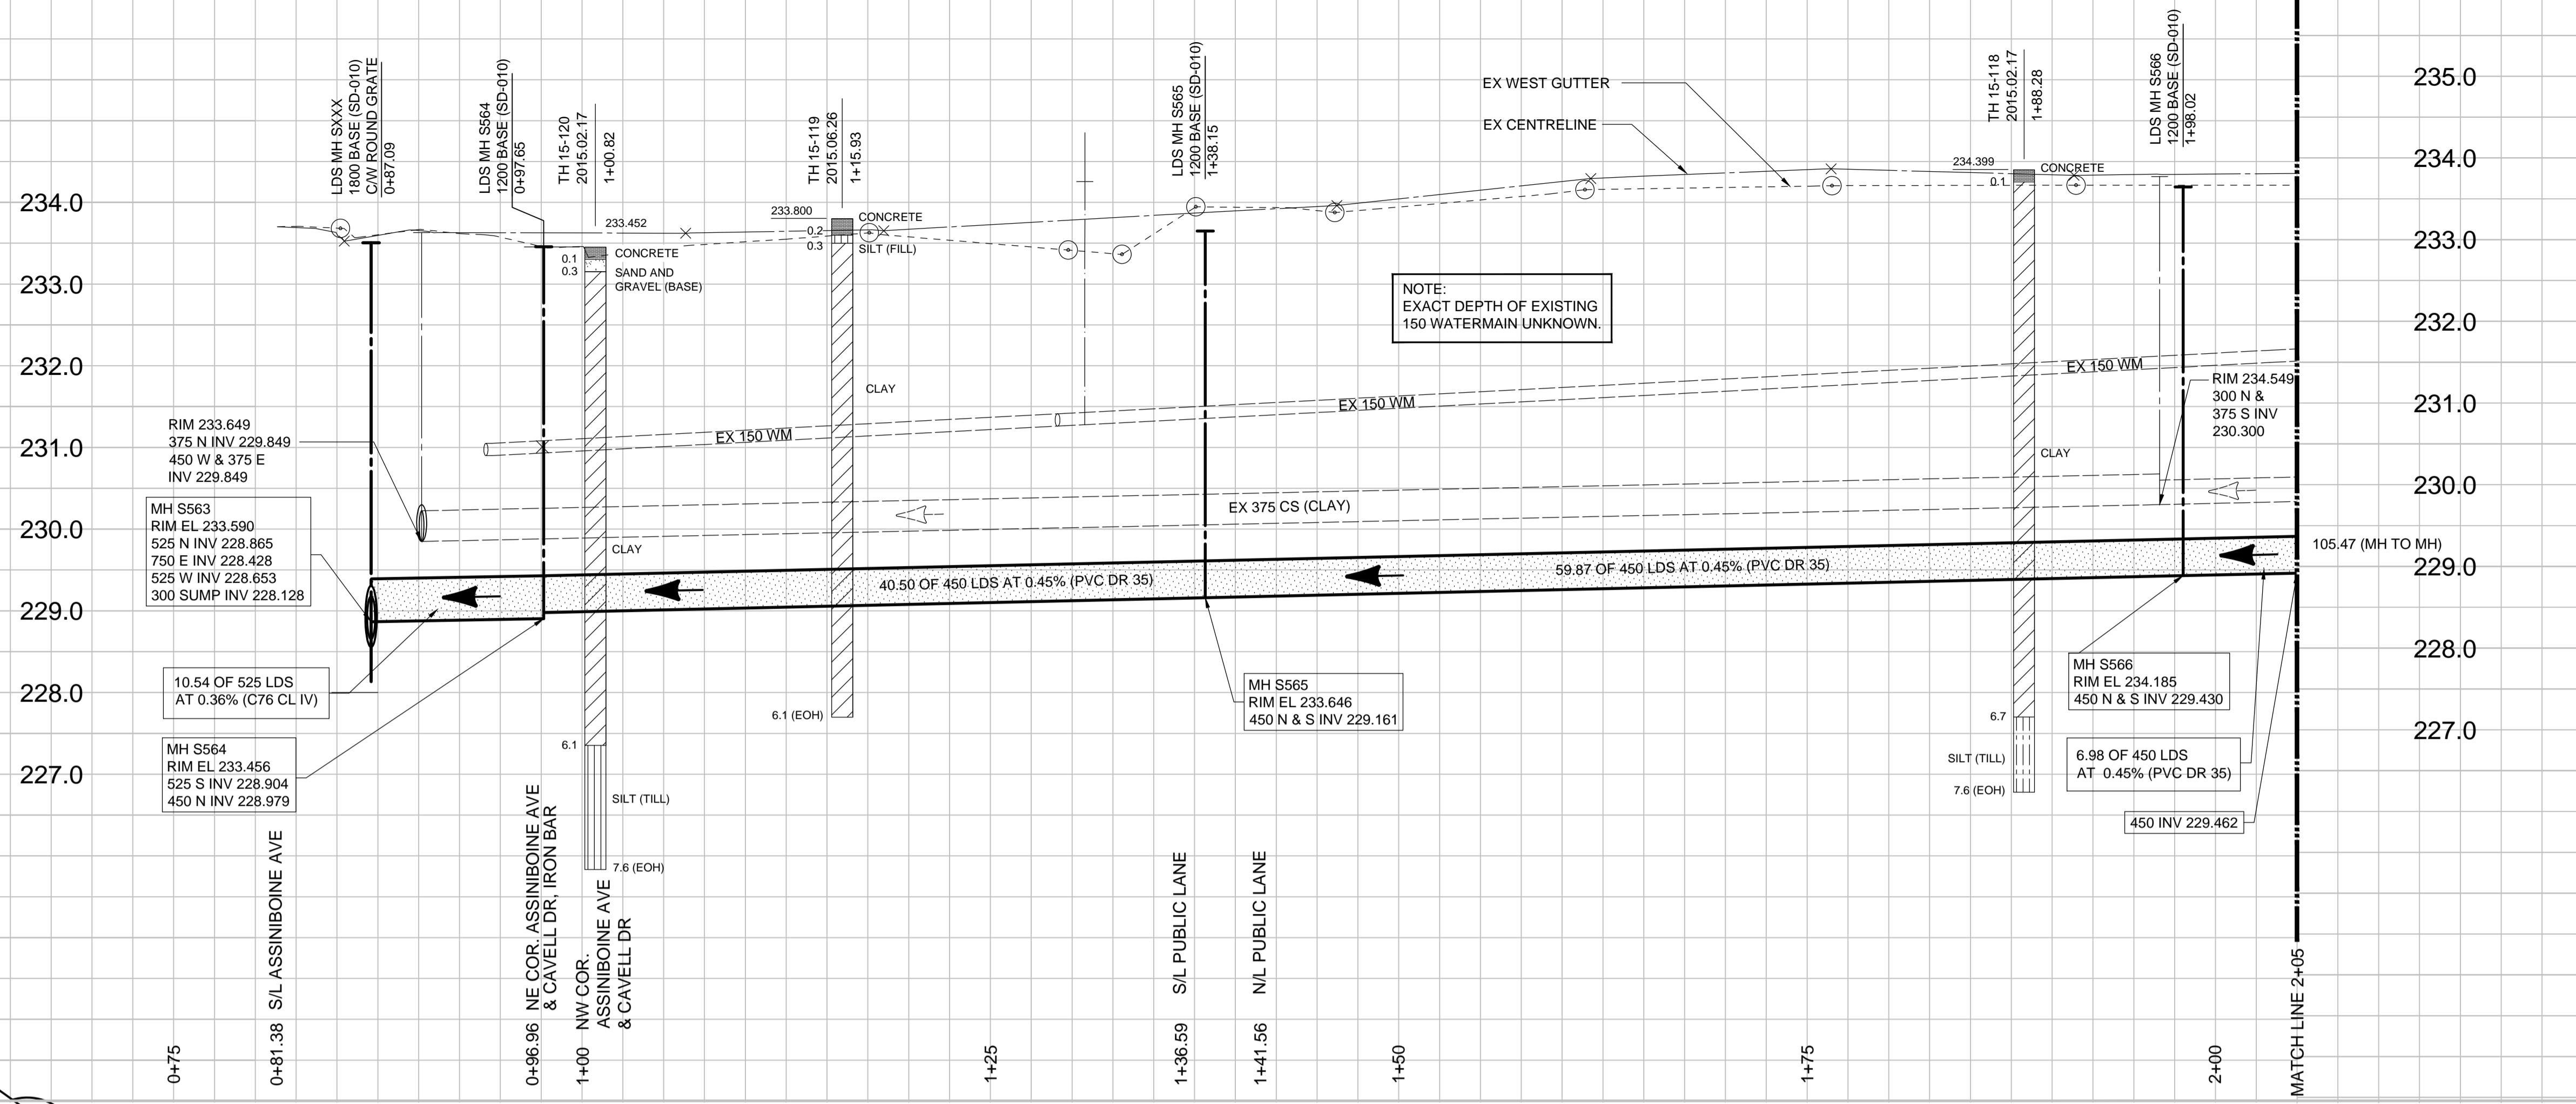 LDS MH SXXX
1800 BASE (SD-010)
C/W ROUND GRATE
0+87.09
LDS MH S564
1200 BASE (SD-010)
0+97.65
TH 15-120
2015.02.17
1+00.82
TH 15-119
2015.06.26
1+15.93
LDS MH S565
1200 BASE (SD-010)
1+38.15
EX WEST GUTTER
EX CENTRELINE
TH 15-118
2015.02.17
1+88.28
LDS MH S566
1200 BASE (SD-010)
1+98.02
235.0
234.0
233.0
232.0
231.0
230.0
229.0
228.0
227.0
234.0
233.0
232.0
231.0
230.0
229.0
228.0
227.0
233.452
CONCRETE
0.1
0.3
SAND AND
GRAVEL (BASE)
CLAY
6.1
SILT (TILL)
7.6 (EOH)
233.800
CONCRETE
0.2
0.3
SILT (FILL)
CLAY
6.1 (EOH)
234.399
CONCRETE
0.1
CLAY
6.7
SILT (TILL)
7.6 (EOH)
NOTE:
EXACT DEPTH OF EXISTING
150 WATERMAIN UNKNOWN.
EX 150 WM
EX 150 WM
EX 150 WM
RIM 234.549
300 N &
375 S INV
230.300
RIM 233.649
375 N INV 229.849
450 W & 375 E
INV 229.849
MH S563
RIM EL 233.590
525 N INV 228.865
750 E INV 228.428
525 W INV 228.653
300 SUMP INV 228.128
EX 375 CS (CLAY)
105.47 (MH TO MH)
40.50 OF 450 LDS AT 0.45% (PVC DR 35)
59.87 OF 450 LDS AT 0.45% (PVC DR 35)
10.54 OF 525 LDS
AT 0.36% (C76 CL IV)
MH S564
RIM EL 233.456
525 S INV 228.904
450 N INV 228.979
MH S565
RIM EL 233.646
450 N & S INV 229.161
MH S566
RIM EL 234.185
450 N & S INV 229.430
6.98 OF 450 LDS
AT 0.45% (PVC DR 35)
450 INV 229.462
0+75
0+81.38 S/L ASSINIBOINE AVE
0+96.96 NE COR. ASSINIBOINE AVE
& CAVELL DR, IRON BAR
1+00 NW COR.
ASSINIBOINE AVE
& CAVELL DR
1+25
1+36.59 S/L PUBLIC LANE
1+41.56 N/L PUBLIC LANE
1+50
1+75
2+00
MATCH LINE 2+05